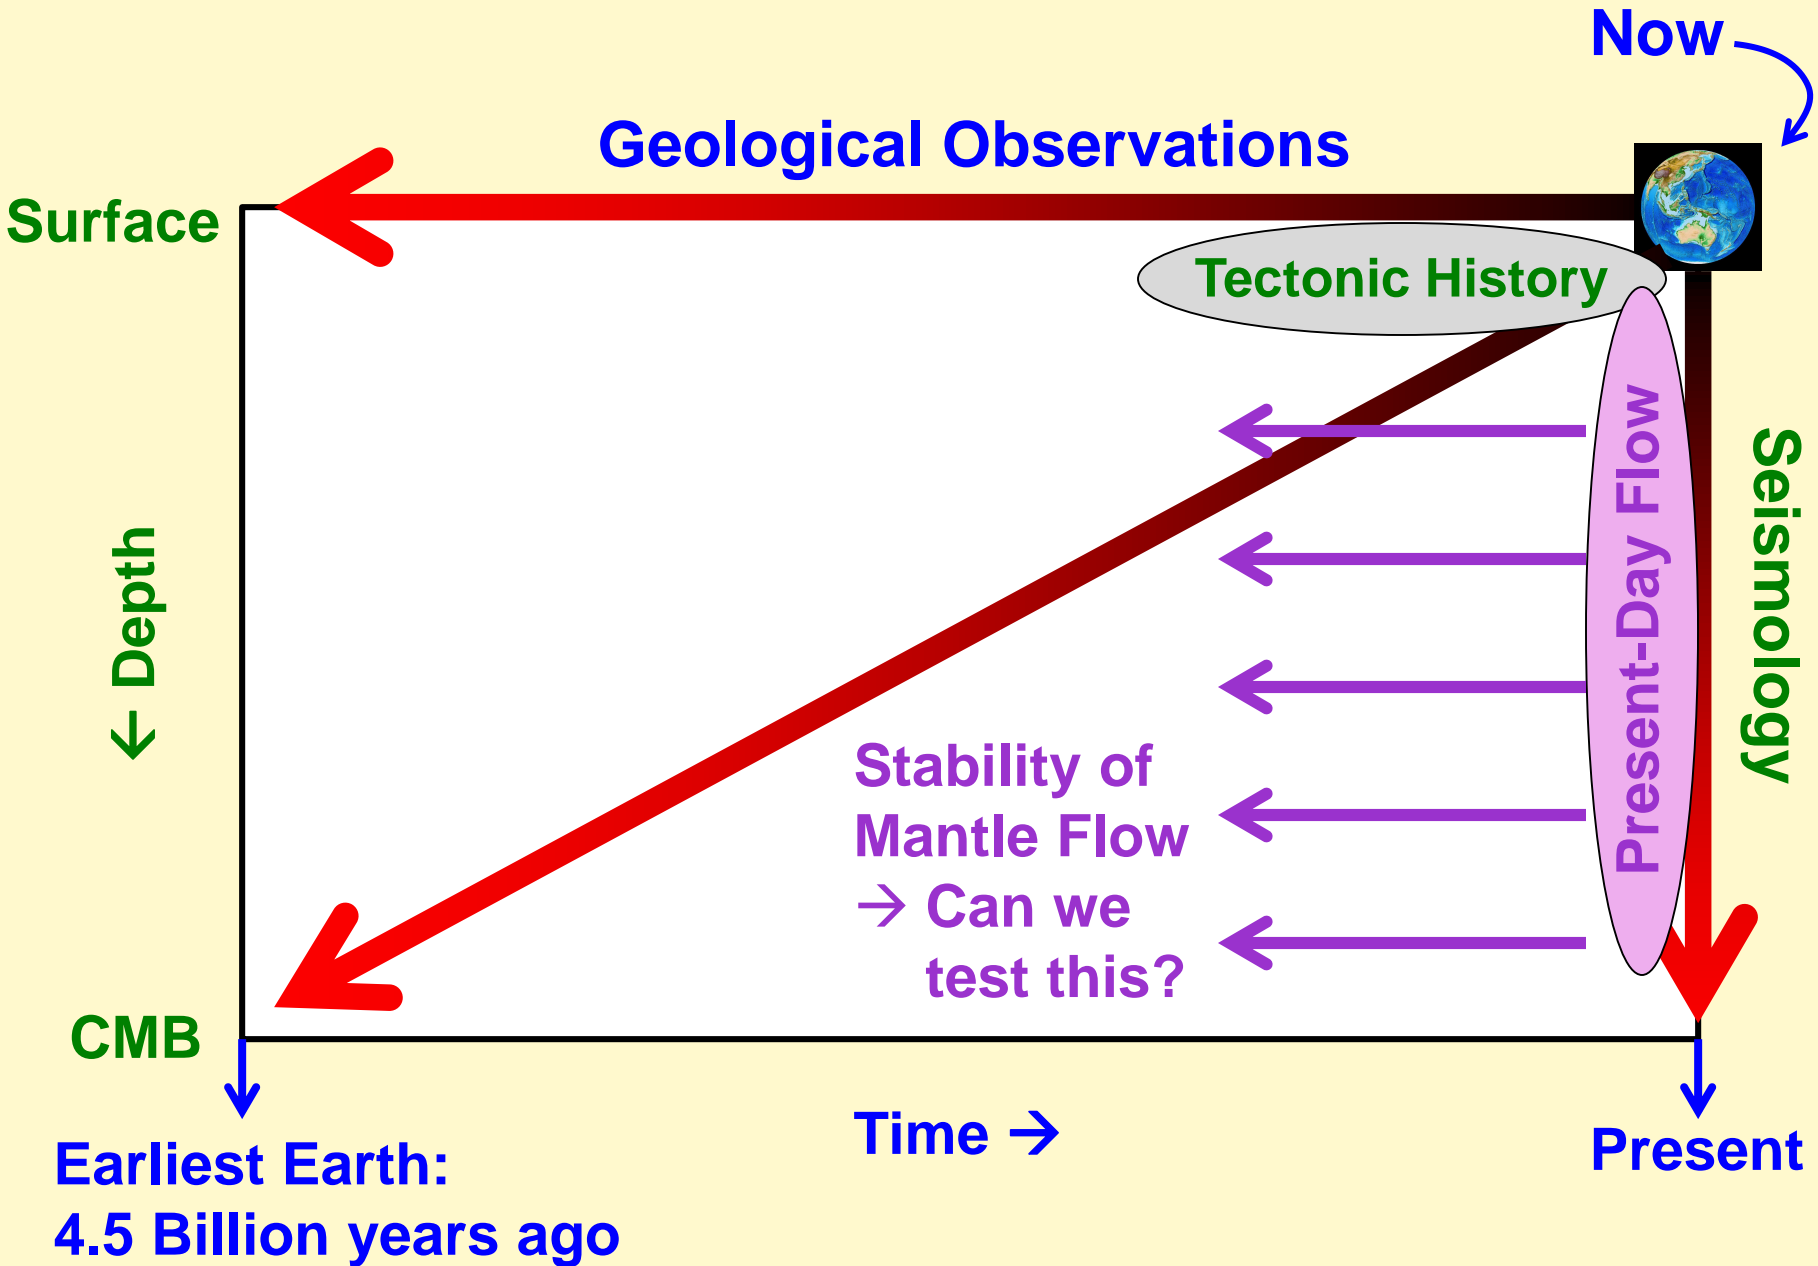 Now
Geological Observations
Surface
Tectonic History
Present-Day Flow
Seismology
← Depth
Stability of
Mantle Flow
→ Can we
test this?
CMB
Time →
Earliest Earth:
4.5 Billion years ago
Present